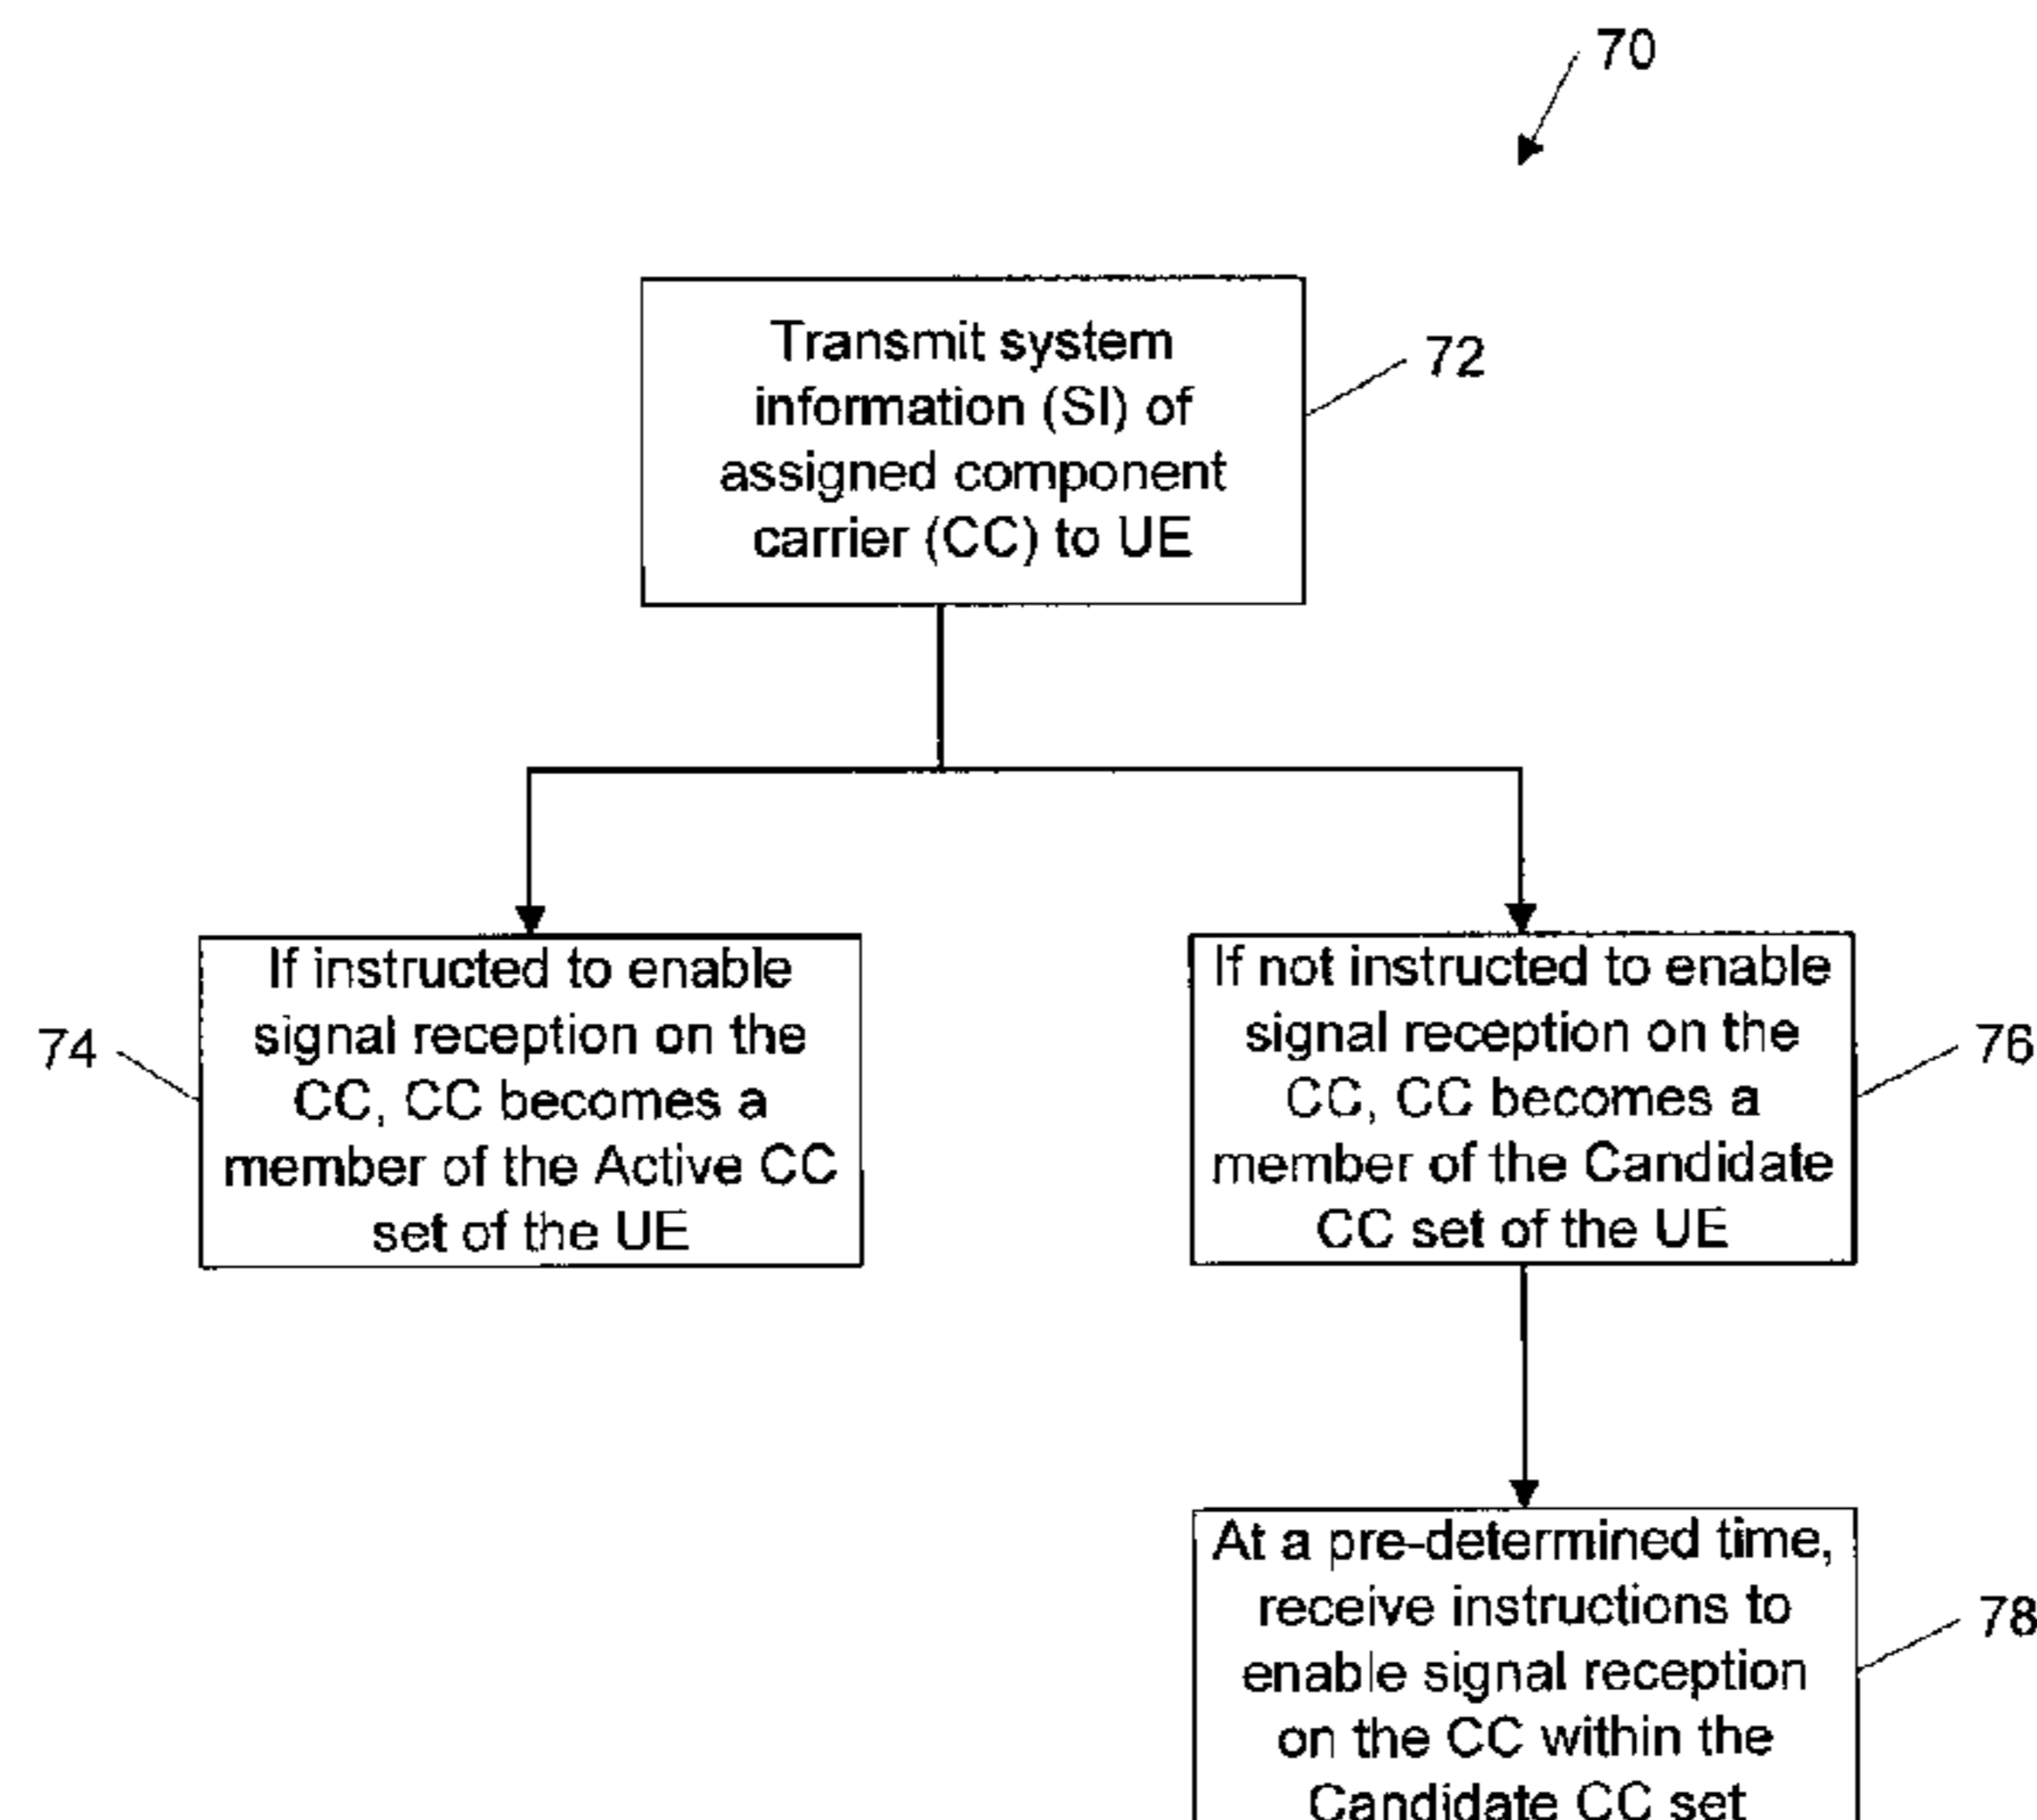 70
Transmit system
information (SI) of
assigned component
carrier (CC) to UE
72
If instructed to enable
signal reception on the
CC, CC becomes a
member of the Active CC
set of the UE
74
If not instructed to enable
signal reception on the
CC, CC becomes a
member of the Candidate
CC set of the UE
76
At a pre-determined time,
receive instructions to
enable signal reception
on the CC within the
Candidate CC set
78